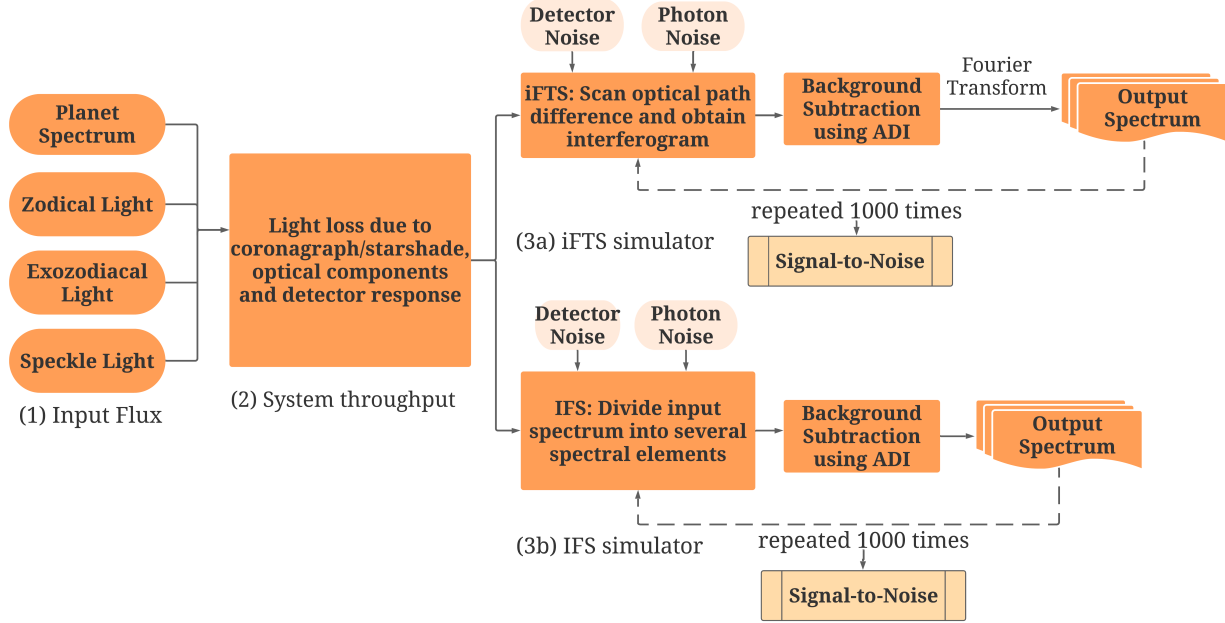 Planet
Spectrum
Zodical Light
Exozodiacal
Light
Speckle Light
(1) Input Flux
Light loss due to
coronagraph/starshade,
optical components
and detector response
(2) System throughput
Detector
Noise
Photon
Noise
iFTS: Scan optical path
difference and obtain
interferogram
Background
Subtraction
using ADI
Fourier
Transform
Output
Spectrum
repeated 1000 times
(3a) iFTS simulator
Signal-to-Noise
Detector
Noise
Photon
Noise
IFS: Divide input
spectrum into several
spectral elements
Background
Subtraction
using ADI
Output
Spectrum
(3b) IFS simulator
repeated 1000 times
Signal-to-Noise